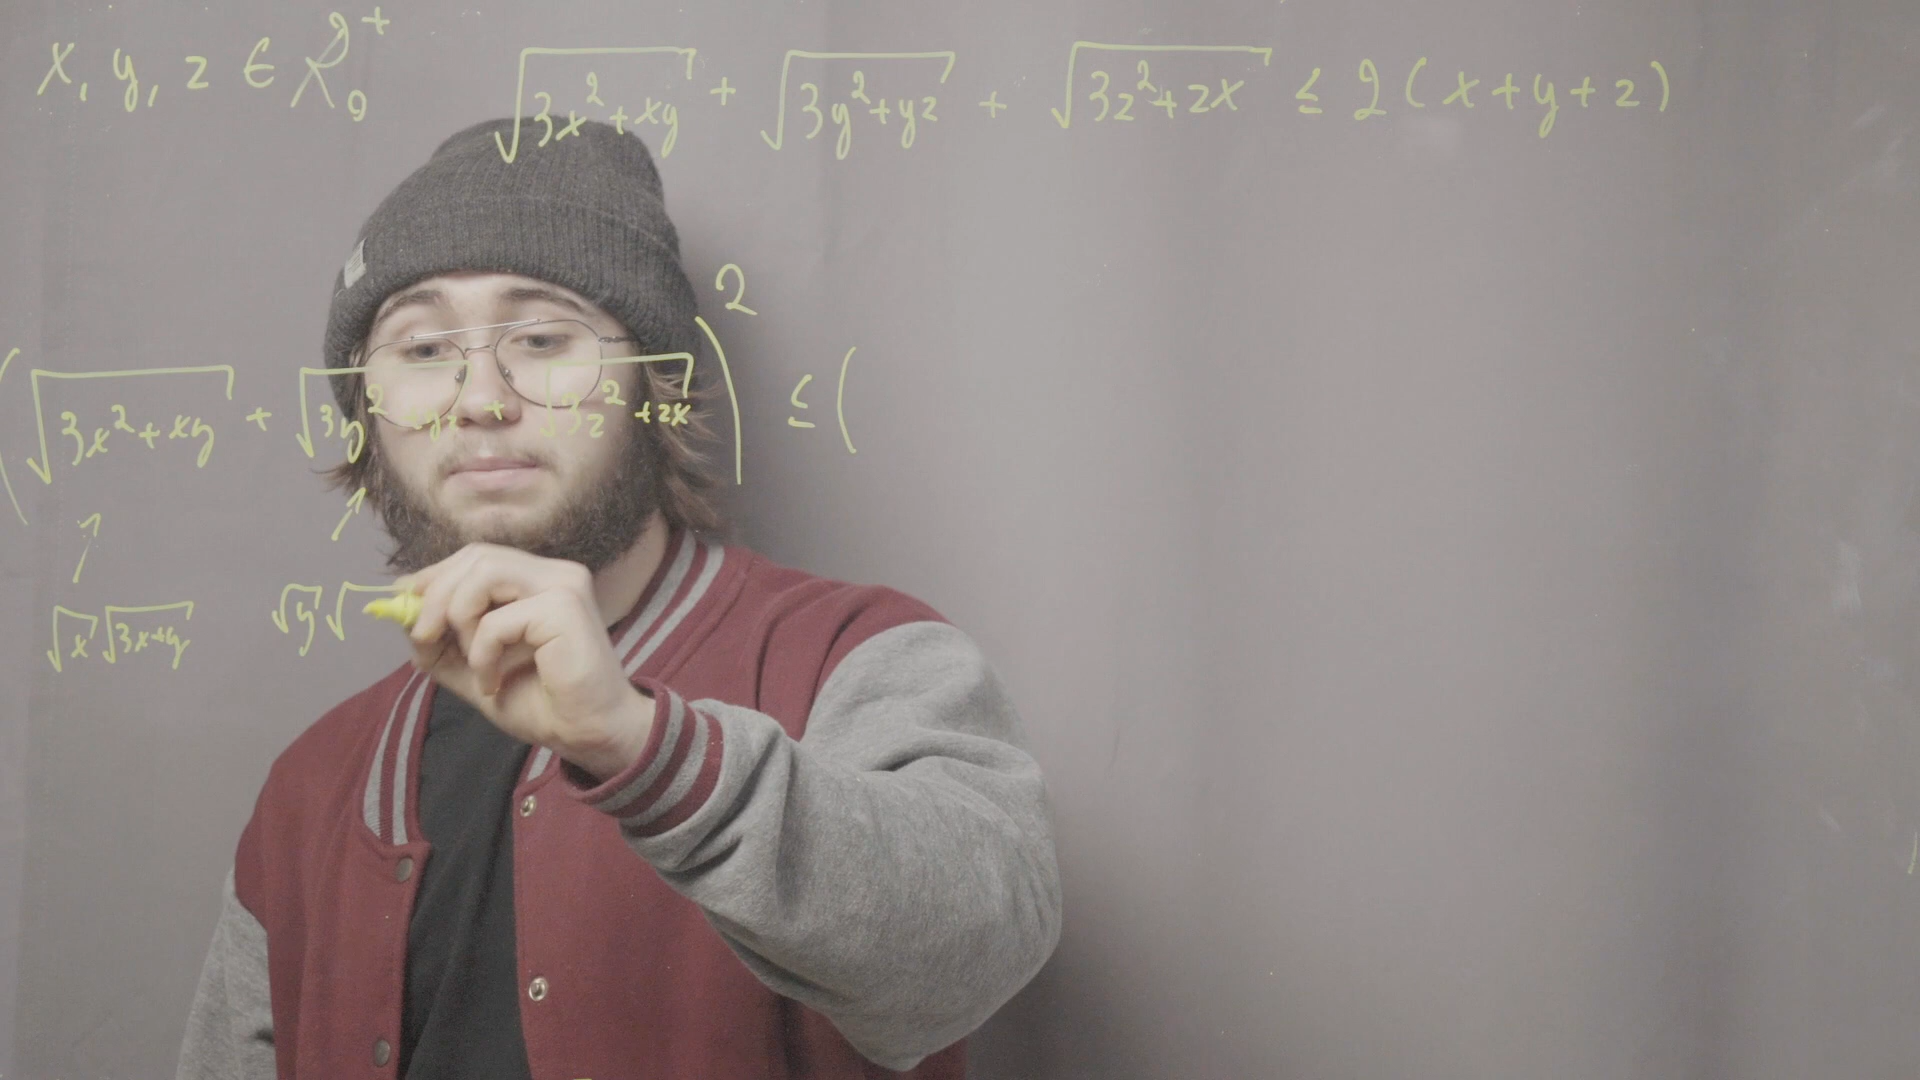 x, y, z ∈ R₀⁺ √(3x²+xy) + √(3y²+yz) + √(3z²+zx) ≤ 2(x+y+z)
(√(3x²+xy) + √(3y²+yz) + √(3z²+zx))² ≤ (
√x √(3x+y) √y √